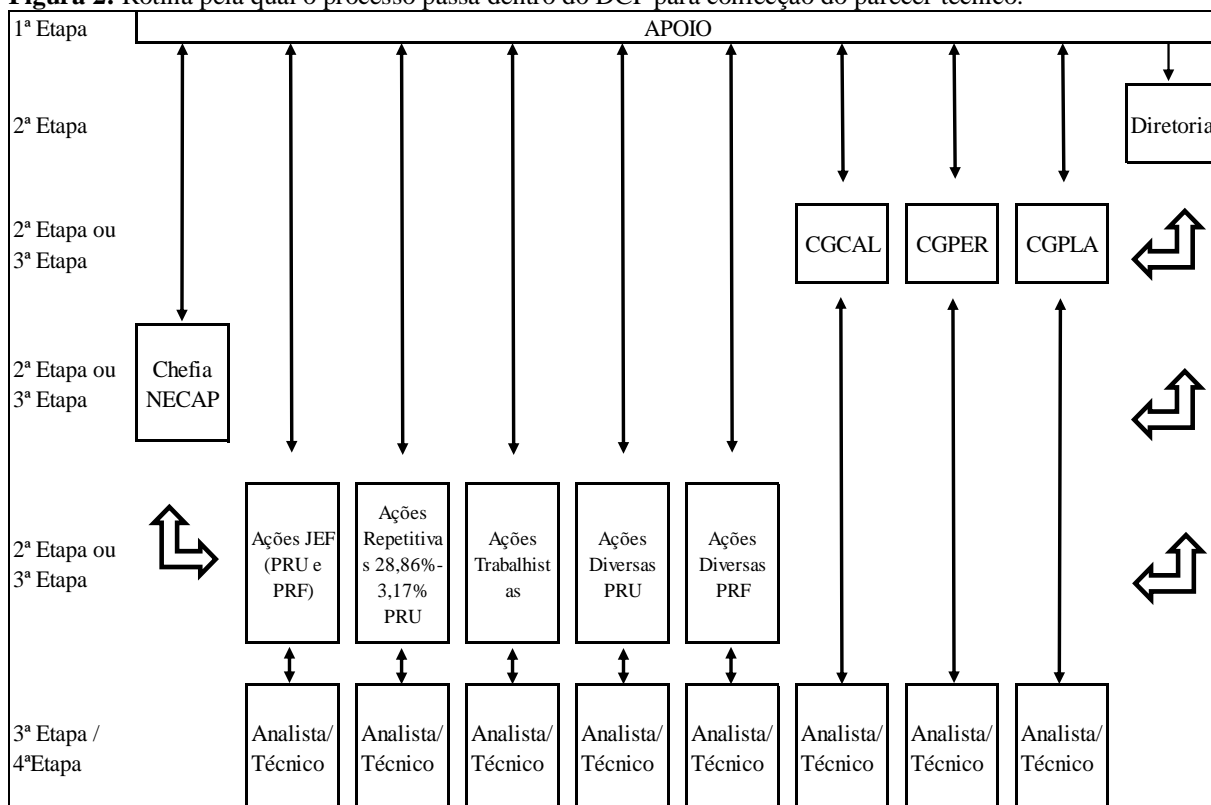 Figura 2: Rotina pela qual o processo passa dentro do DCP para confecção do parecer técnico.
1ª Etapa
APOIO
2ª Etapa
Diretoria
2ª Etapa ou
3ª Etapa
CGCAL
CGPER
CGPLA
2ª Etapa ou
3ª Etapa
Chefia
NECAP
2ª Etapa ou
3ª Etapa
Ações JEF
(PRU e
PRF)
Ações
Repetitiva
s 28,86%-
3,17%
PRU
Ações
Trabalhist
as
Ações
Diversas
PRU
Ações
Diversas
PRF
3ª Etapa /
4ªEtapa
Analista/
Técnico
Analista/
Técnico
Analista/
Técnico
Analista/
Técnico
Analista/
Técnico
Analista/
Técnico
Analista/
Técnico
Analista/
Técnico